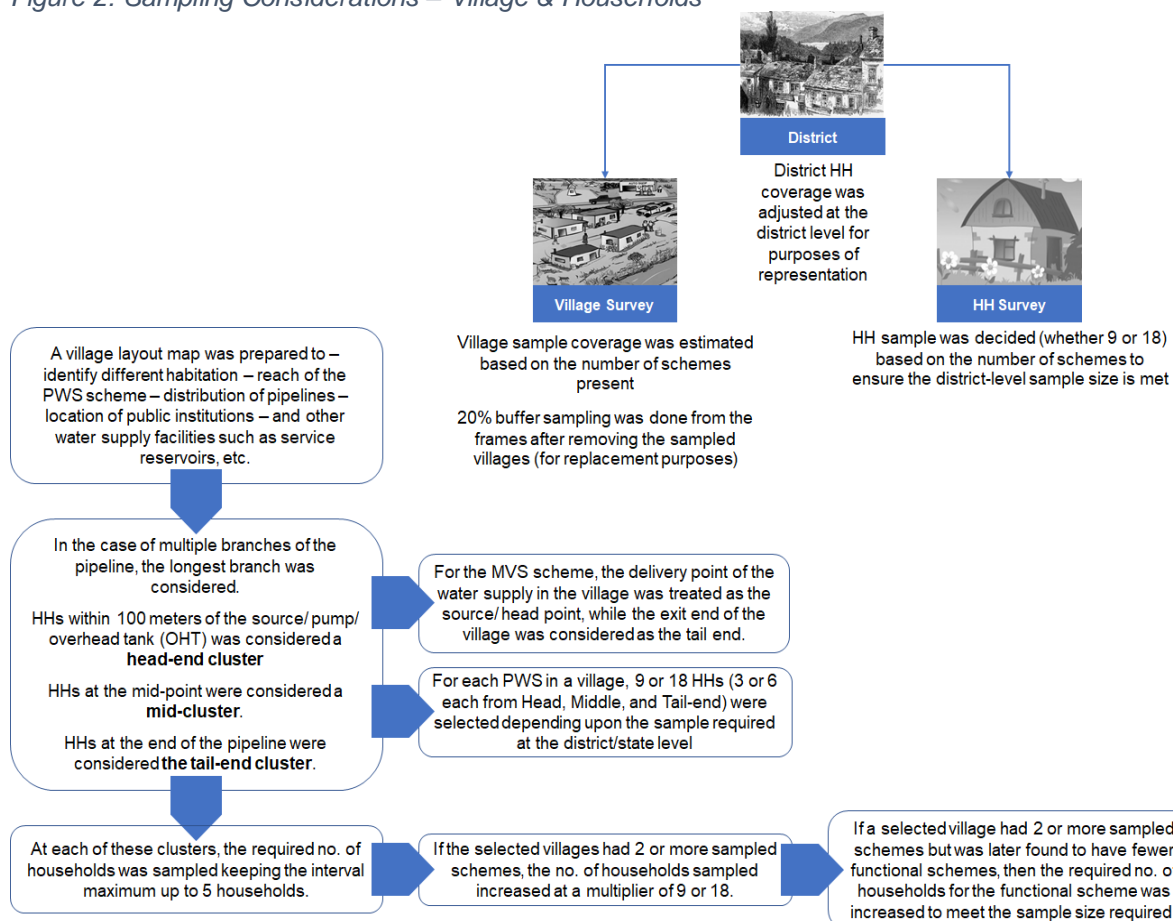 Figure 2: Sampling Considerations – Village & Households
District
District HH
coverage was
adjusted at the
district level for
purposes of
representation
Village Survey
Village sample coverage was estimated
based on the number of schemes
present
20% buffer sampling was done from the
frames after removing the sampled
villages (for replacement purposes)
HH Survey
HH sample was decided (whether 9 or 18)
based on the number of schemes to
ensure the district-level sample size is met
A village layout map was prepared to –
identify different habitation – reach of the
PWS scheme – distribution of pipelines –
location of public institutions – and other
water supply facilities such as service
reservoirs, etc.
In the case of multiple branches of the
pipeline, the longest branch was
considered.
HHs within 100 meters of the source/ pump/
overhead tank (OHT) was considered a
head-end cluster
HHs at the mid-point were considered a
mid-cluster.
HHs at the end of the pipeline were
considered the tail-end cluster.
For the MVS scheme, the delivery point of the
water supply in the village was treated as the
source/ head point, while the exit end of the
village was considered as the tail end.
For each PWS in a village, 9 or 18 HHs (3 or 6
each from Head, Middle, and Tail-end) were
selected depending upon the sample required
at the district/state level
At each of these clusters, the required no. of
households was sampled keeping the interval
maximum up to 5 households.
If the selected villages had 2 or more sampled
schemes, the no. of households sampled
increased at a multiplier of 9 or 18.
If a selected village had 2 or more sampled
schemes but was later found to have fewer
functional schemes, then the required no. of
households for the functional scheme was
increased to meet the sample size required